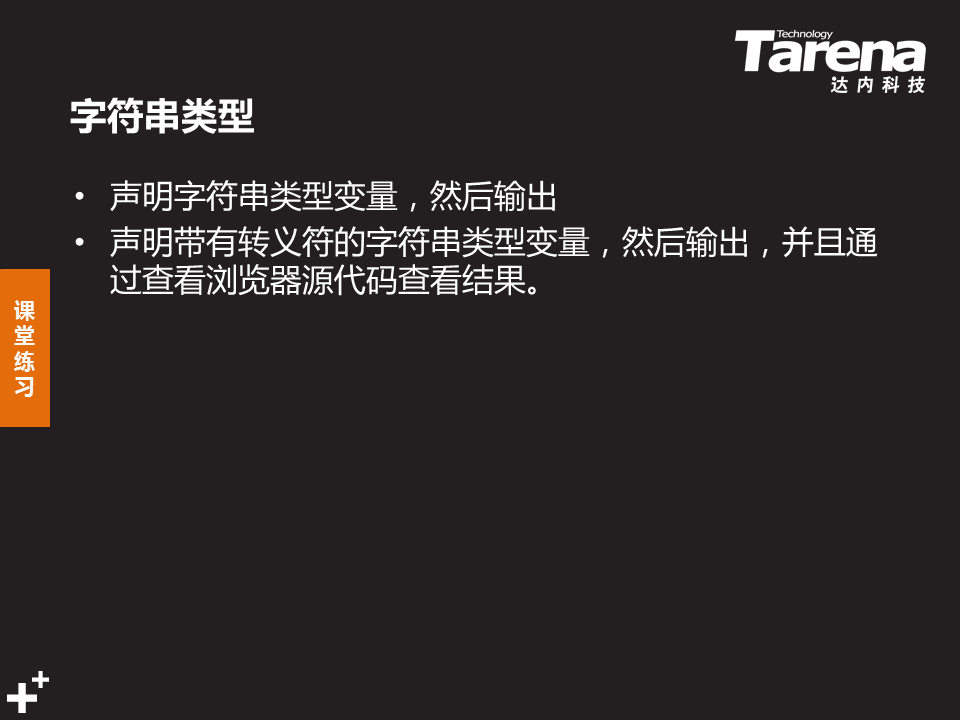 Technology
Tarena
达内科技
字符串类型
• 声明字符串类型变量，然后输出
• 声明带有转义符的字符串类型变量，然后输出，并且通
过查看浏览器源代码查看结果。
课
堂
练
习